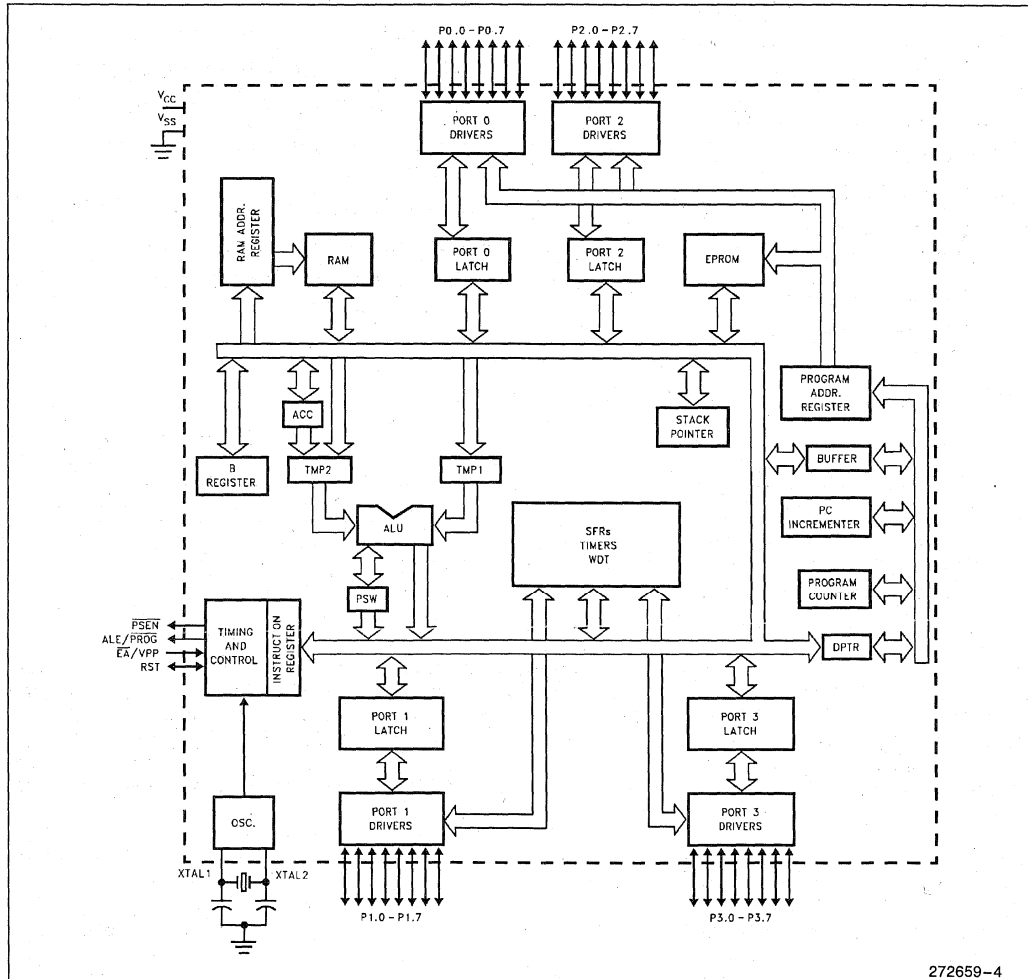 P0.0-P0.7
P2.0-P2.7
VCC
VSS
PORT 0
DRIVERS
PORT 2
DRIVERS
RAM ADDR.
REGISTER
RAM
PORT 0
LATCH
PORT 2
LATCH
EPROM
PROGRAM
ADDR.
REGISTER
ACC
STACK
POINTER
B
REGISTER
TMP2
TMP1
BUFFER
ALU
SFRs
TIMERS
WDT
PC
INCREMENTER
PSW
PROGRAM
COUNTER
PSEN
ALE/PROG
EA/VPP
RST
TIMING
AND
CONTROL
INSTRUCTION
REGISTER
DPTR
PORT 1
LATCH
PORT 3
LATCH
OSC.
PORT 1
DRIVERS
PORT 3
DRIVERS
XTAL1
XTAL2
P1.0-P1.7
P3.0-P3.7
272659-4